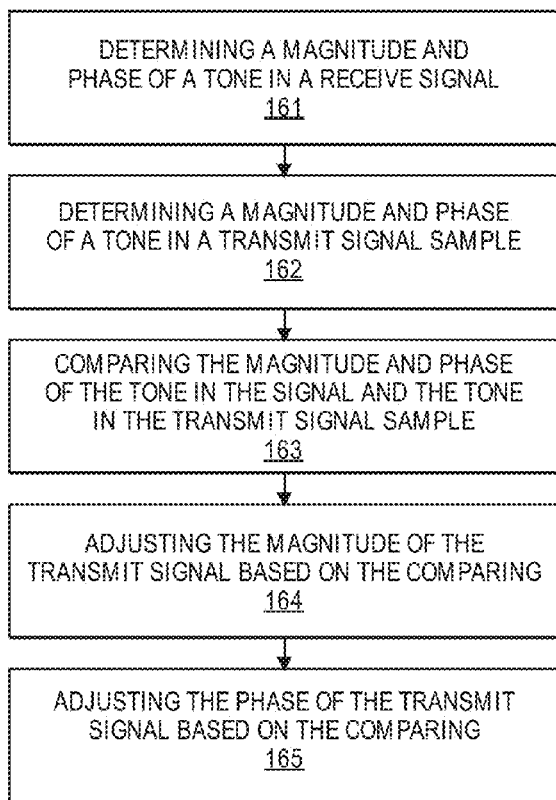 DETERMINING A MAGNITUDE AND
PHASE OF A TONE IN A RECEIVE SIGNAL
161
DETERMINING A MAGNITUDE AND PHASE
OF A TONE IN A TRANSMIT SIGNAL SAMPLE
162
COMPARING THE MAGNITUDE AND PHASE
OF THE TONE IN THE SIGNAL AND THE TONE
IN THE TRANSMIT SIGNAL SAMPLE
163
ADJUSTING THE MAGNITUDE OF THE
TRANSMIT SIGNAL BASED ON THE COMPARING
164
ADJUSTING THE PHASE OF THE TRANSMIT
SIGNAL BASED ON THE COMPARING
165